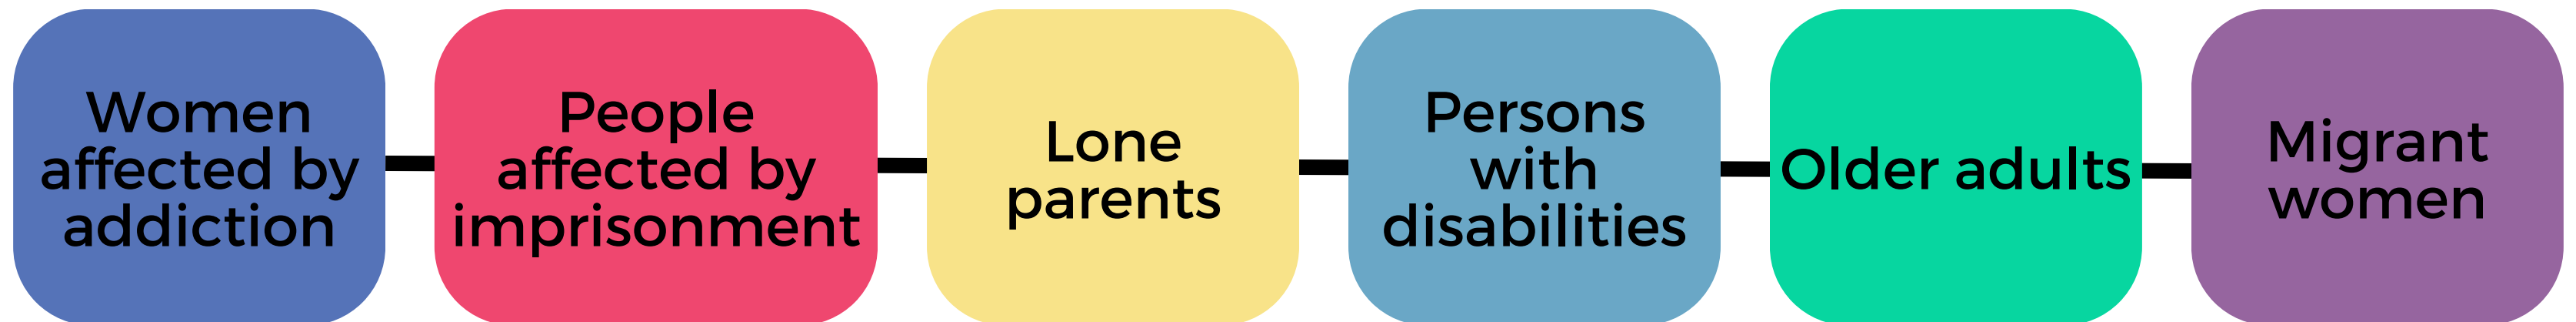 Women
affected by
addiction
People
affected by
imprisonment
Lone
parents
Persons
with
disabilities
Older adults
Migrant
women